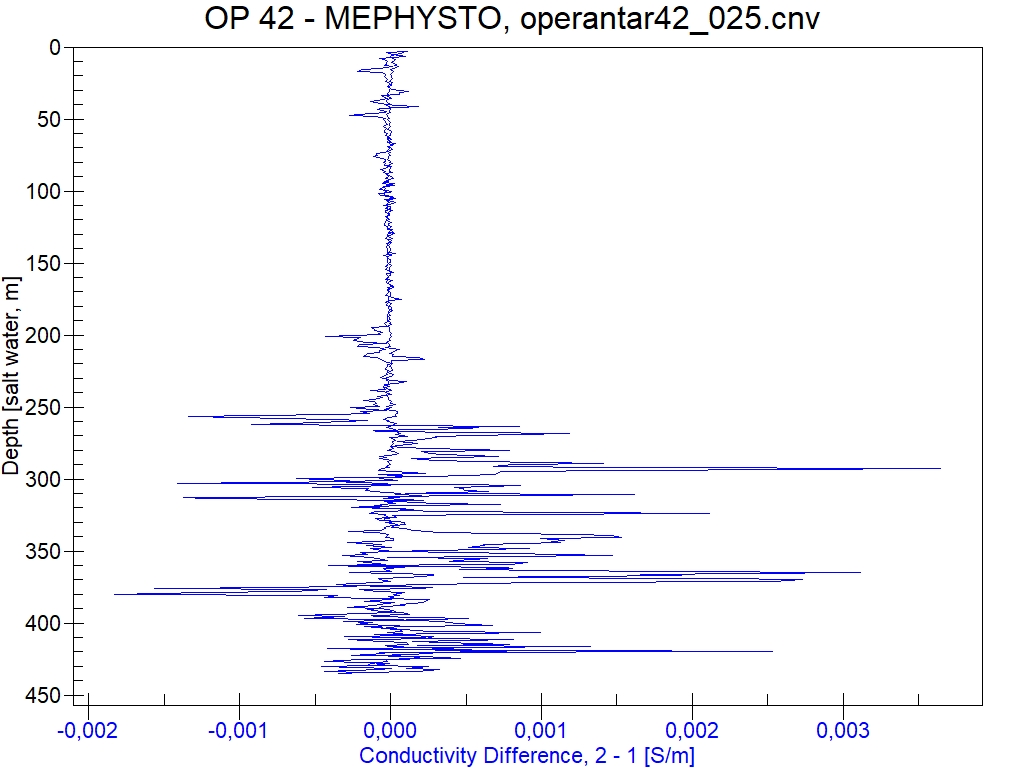 OP 42 - MEPHYSTO, operantar42_025.cnv
0
50
100
150
200
250
300
350
400
450
Depth [salt water, m]
-0,002 -0,001 0,000 0,001 0,002 0,003
Conductivity Difference, 2 - 1 [S/m]